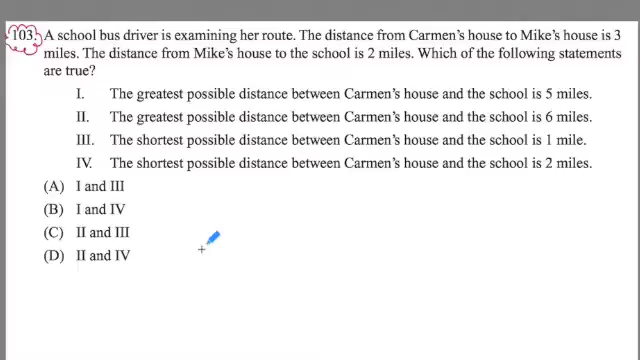 103. A school bus driver is examining her route. The distance from Carmen's house to Mike's house is 3
miles. The distance from Mike's house to the school is 2 miles. Which of the following statements
are true?
I. The greatest possible distance between Carmen's house and the school is 5 miles.
II. The greatest possible distance between Carmen's house and the school is 6 miles.
III. The shortest possible distance between Carmen's house and the school is 1 mile.
IV. The shortest possible distance between Carmen's house and the school is 2 miles.
(A) I and III
(B) I and IV
(C) II and III
(D) II and IV